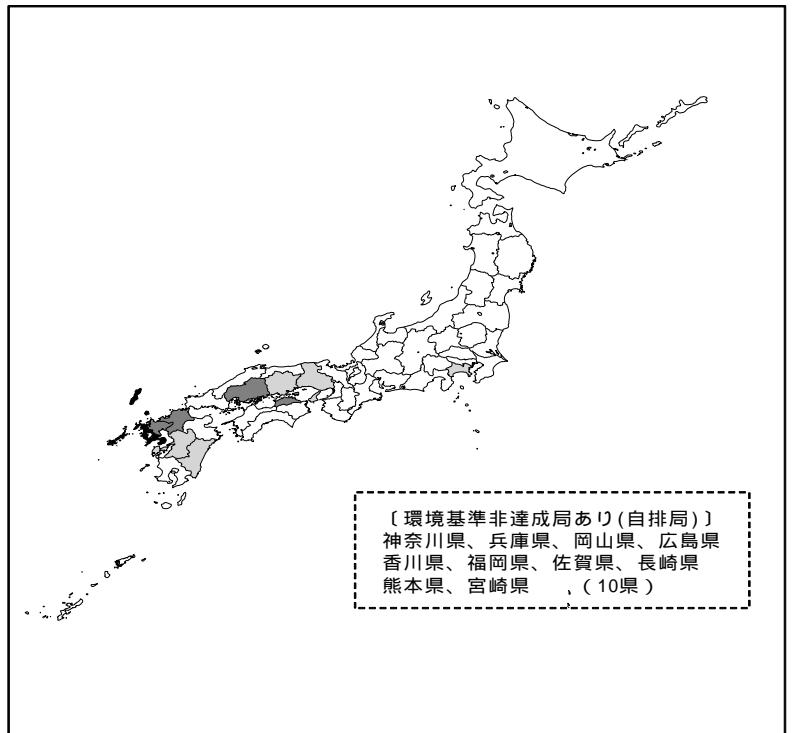 〔環境基準非達成局あり(自排局)〕
神奈川県、兵庫県、岡山県、広島県
香川県、福岡県、佐賀県、長崎県
熊本県、宮崎県　、（10県）